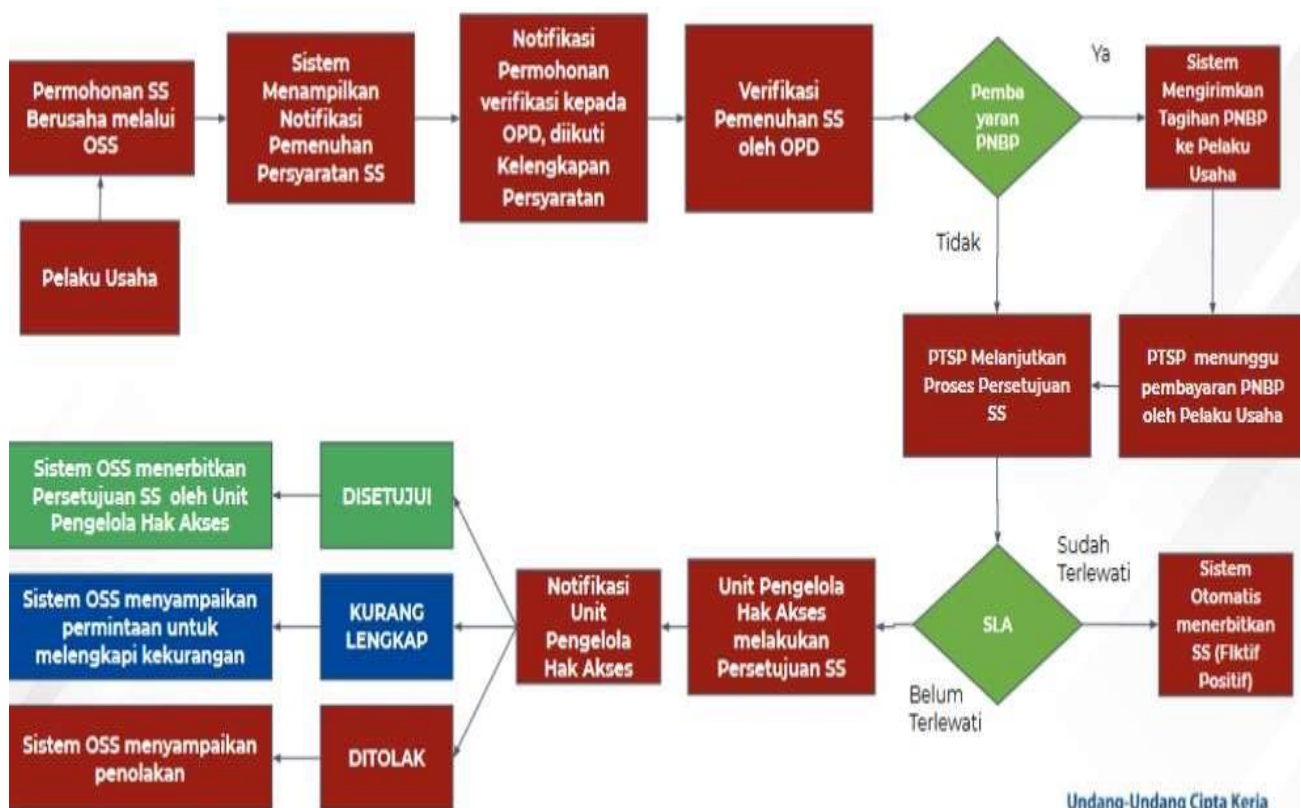 Permohonan SS
Berusaha melalui
OSS
Sistem
Menampilkan
Notifikasi
Pemenuhan
Persyaratan SS
Notifikasi
Permohonan
verifikasi kepada
OPD, diikuti
Kelengkapan
Persyaratan
Verifikasi
Pemenuhan SS
oleh OPD
Pemba
yaran
PNBP
Ya
Sistem
Mengirimkan
Tagihan PNBP
ke Pelaku
Usaha
Pelaku Usaha
Tidak
PTSP Melanjutkan
Proses Persetujuan
SS
PTSP menunggu
pembayaran PNBP
oleh Pelaku Usaha
Sistem OSS menerbitkan
Persetujuan SS oleh Unit
Pengelola Hak Akses
DISETUJUI
Sistem OSS menyampaikan
permintaan untuk
melengkapi kekurangan
KURANG
LENGKAP
Notifikasi
Unit
Pengelola
Hak Akses
Unit Pengelola
Hak Akses
melakukan
Persetujuan SS
SLA
Sudah
Terlewati
Sistem
Otomatis
menerbitkan
SS (FIktif
Positif)
Belum
Terlewati
Sistem OSS menyampaikan
penolakan
DITOLAK
Undang-Undang Cipta Kerja